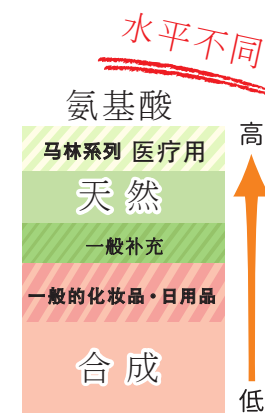 水平不同
氨基酸
高
马林系列 医疗用
天然
一般补充
一般的化妆品・日用品
合成
低